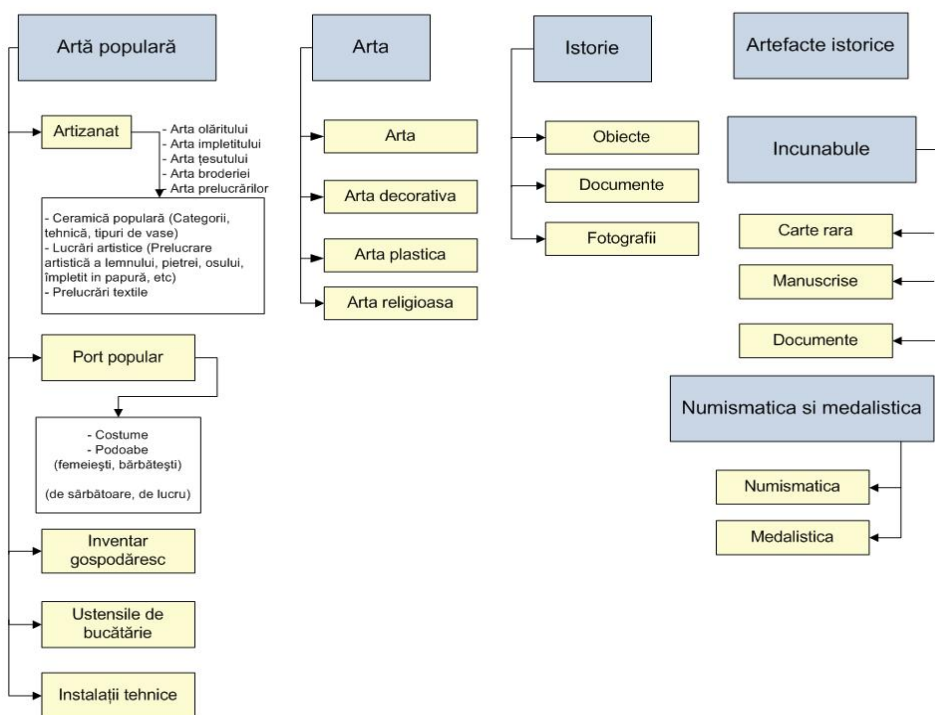 Artă populară
Artizanat
- Arta olăritului
- Arta impletitului
- Arta țesutului
- Arta broderiei
- Arta prelucrărilor
- Ceramică populară (Categorii,
tehnică, tipuri de vase)
- Lucrări artistice (Prelucrare
artistică a lemnului, pietrei, osului,
împletit in papură, etc)
- Prelucrări textile
Port popular
- Costume
- Podoabe
(femeieşti, bărbăteşti)
(de sărbătoare, de lucru)
Inventar
gospodăresc
Ustensile de
bucătărie
Instalații tehnice
Arta
Arta
Arta decorativa
Arta plastica
Arta religioasa
Istorie
Obiecte
Documente
Fotografii
Artefacte istorice
Incunabule
Carte rara
Manuscrise
Documente
Numismatica si medalistica
Numismatica
Medalistica